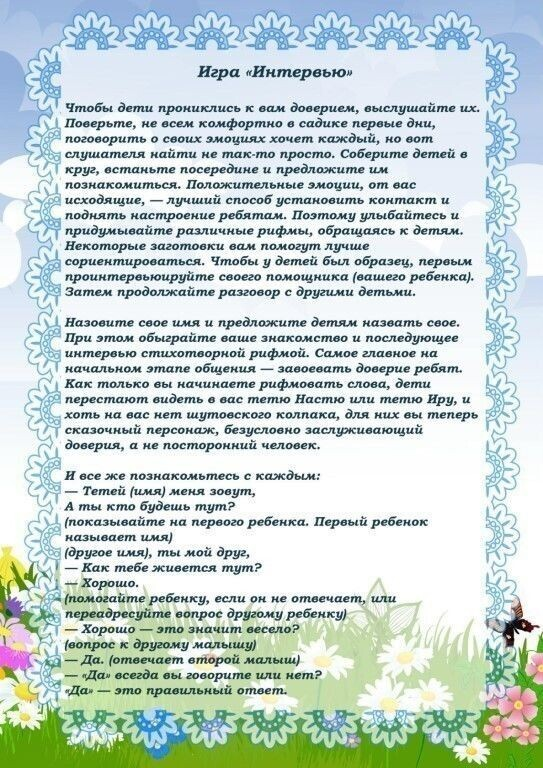 Игра «Интервью»
Чтобы дети прониклись к вам доверием, выслушайте их.
Поверьте, не всем комфортно в садике первые дни,
поговорить о своих эмоциях хочет каждый, но вот
слушателя найти не так-то просто. Соберите детей в
круг, встаньте посередине и предложите им
познакомиться. Положительные эмоции, от вас
исходящие, — лучший способ установить контакт и
поднять настроение ребятам. Поэтому улыбайтесь и
придумывайте различные рифмы, обращаясь к детям.
Некоторые заготовки вам помогут лучше
сориентироваться. Чтобы у детей был образец, первым
проинтервьюируйте своего помощника (вашего ребенка).
Затем продолжайте разговор с другими детьми.
Назовите свое имя и предложите детям назвать свое.
При этом обыграйте ваше знакомство и последующее
интервью стихотворной рифмой. Самое главное на
начальном этапе общения — завоевать доверие ребят.
Как только вы начинаете рифмовать слова, дети
перестают видеть в вас тетю Настю или тетю Иру, и
хоть на вас нет шутовского колпака, для них вы теперь
сказочный персонаж, безусловно заслуживающий
доверия, а не посторонний человек.
И все же познакомьтесь с каждым:
— Тетей (имя) меня зовут,
А ты кто будешь тут?
(показывайте на первого ребенка. Первый ребенок
называет имя)
(другое имя), ты мой друг,
— Как тебе живется тут?
— Хорошо.
(помогайте ребенку, если он не отвечает, или
переадресуйте вопрос другому ребенку)
— Хорошо — это значит весело?
(вопрос к другому малышу)
— Да. (отвечает второй малыш)
— «Да» всегда вы говорите или нет?
«Да» — это правильный ответ.